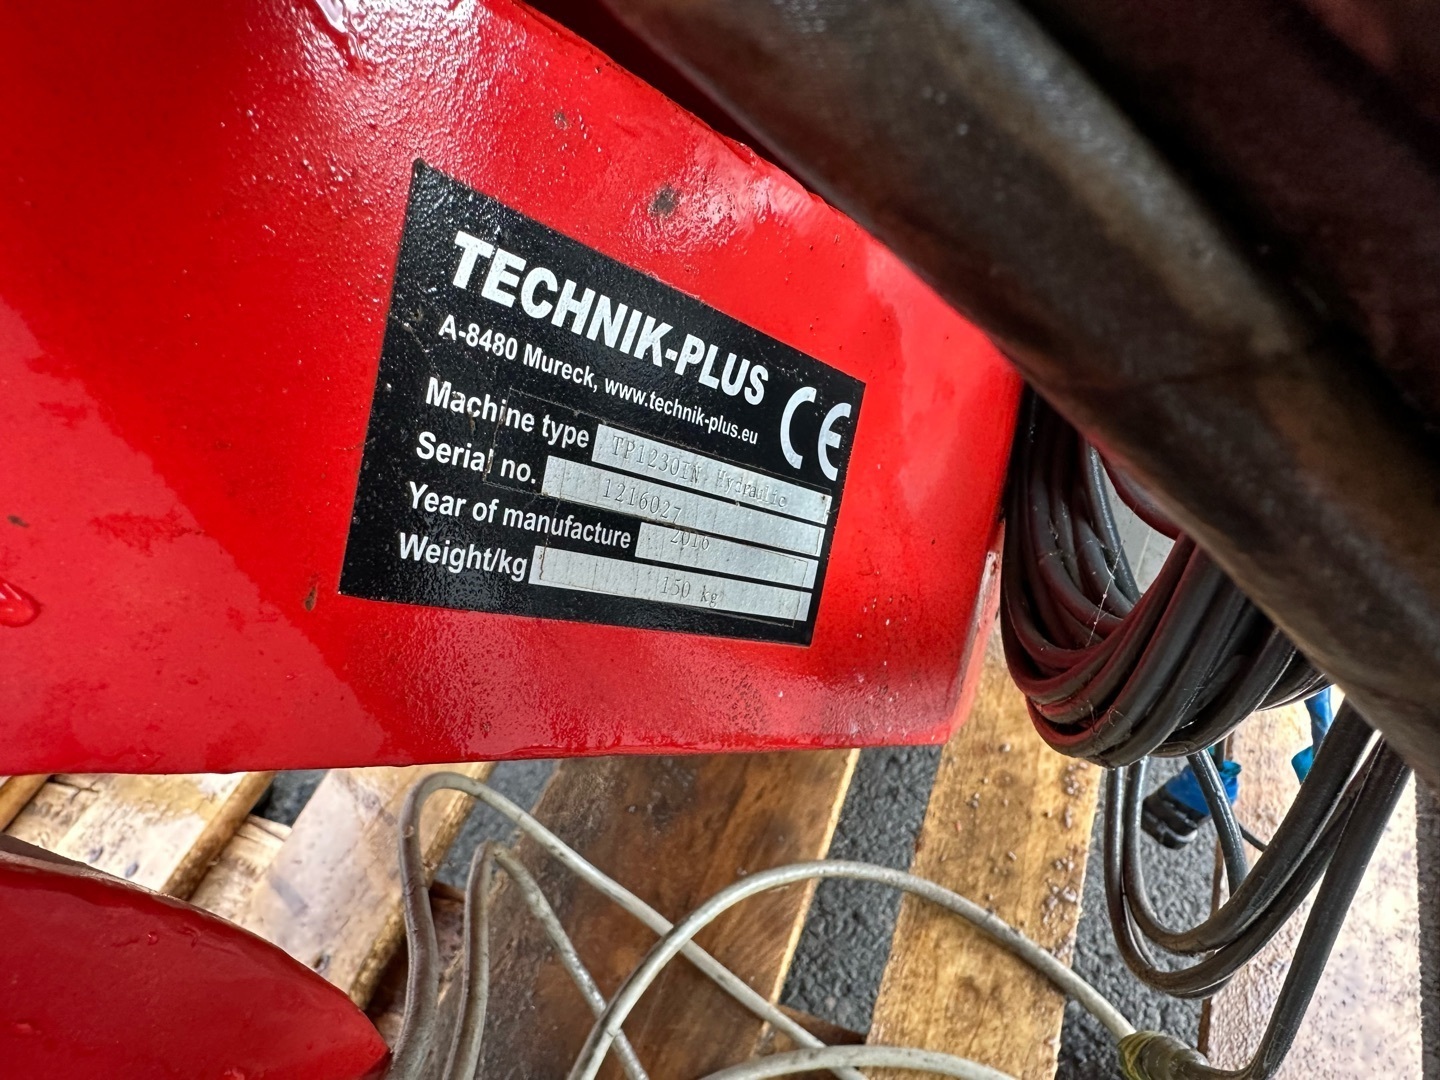 TECHNIK-PLUS
A-8480 Mureck, www.technik-plus.eu
CE
Machine type TP1230IN Hydraulic
Serial no. 1216027
Year of manufacture 2016
Weight/kg 150 kg